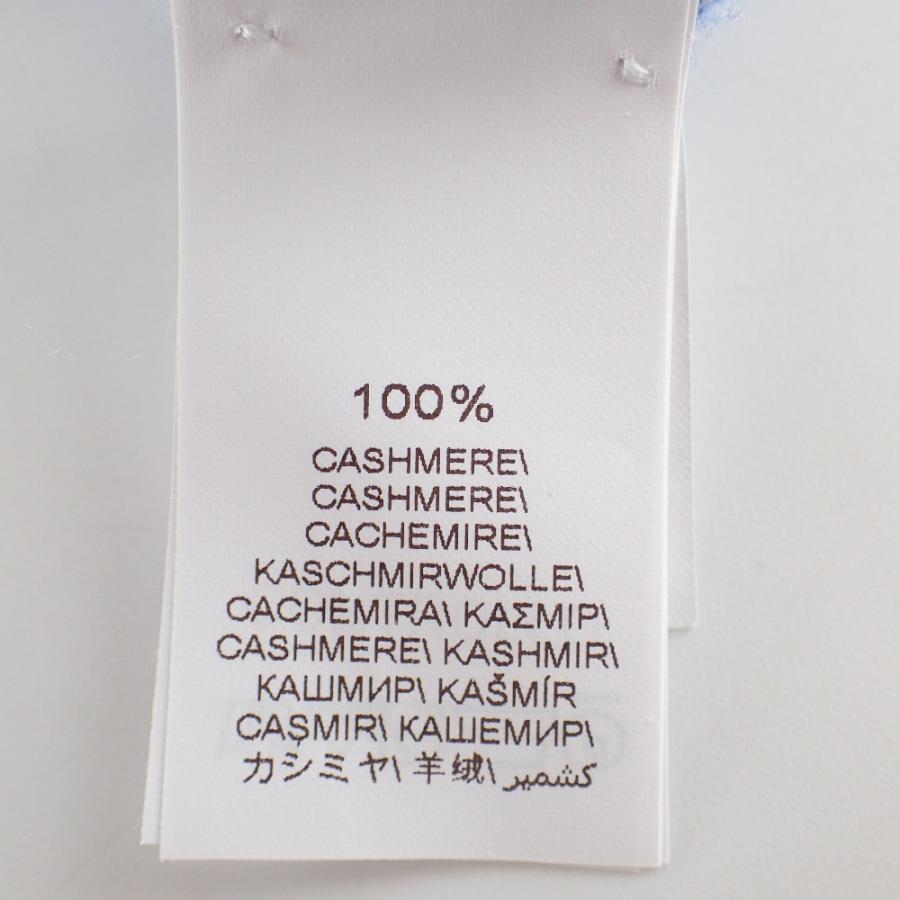 100%
CASHMERE\
CASHMERE\
CACHEMIRE\
KASCHMIRWOLLE\
CACHEMIRA\ ΚΑΣΜΙΡ\
CASHMERE\ KASHMIR\
КАШМИР\ KAŠMÍR
CAȘMIR\ КАШЕМИР\
カシミヤ\ 羊绒\ كشمير